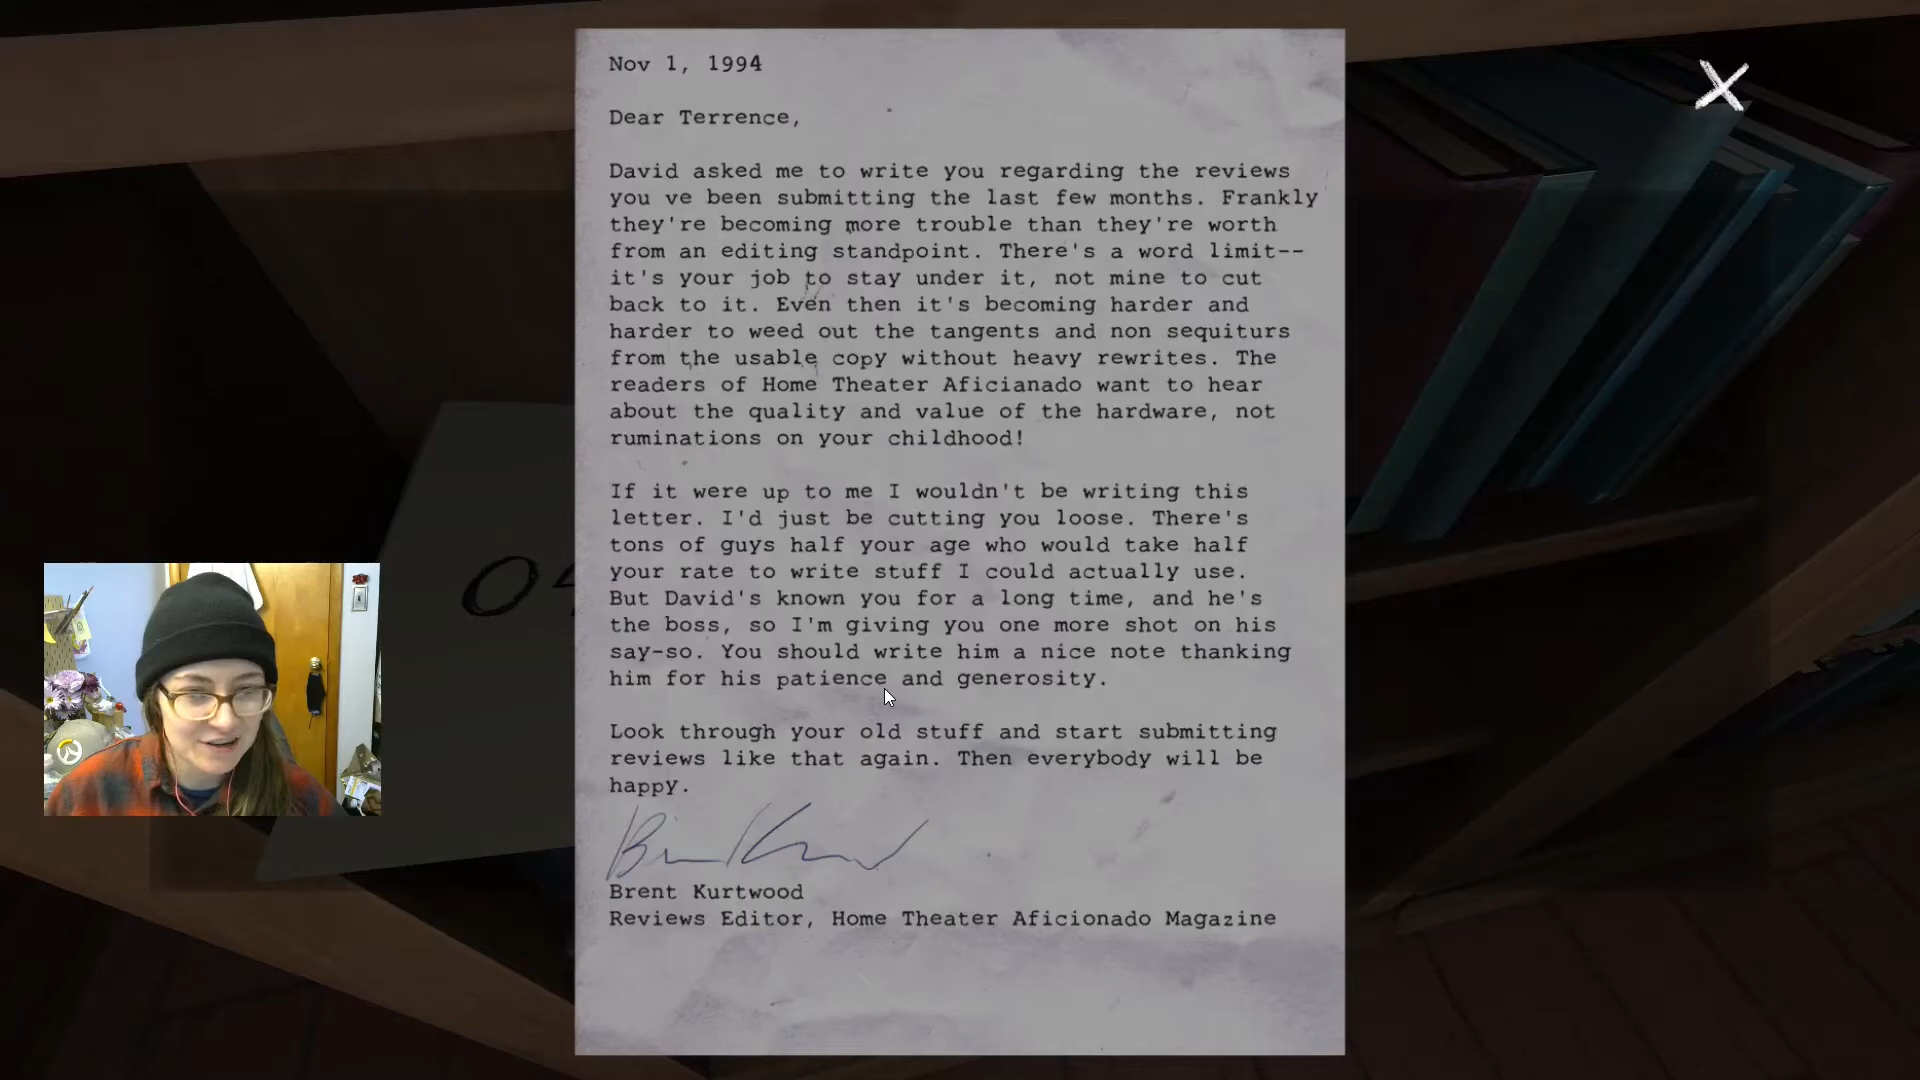 Nov 1, 1994
Dear Terrence,
David asked me to write you regarding the reviews
you ve been submitting the last few months. Frankly
they're becoming more trouble than they're worth
from an editing standpoint. There's a word limit--
it's your job to stay under it, not mine to cut
back to it. Even then it's becoming harder and
harder to weed out the tangents and non sequiturs
from the usable copy without heavy rewrites. The
readers of Home Theater Aficianado want to hear
about the quality and value of the hardware, not
ruminations on your childhood!
If it were up to me I wouldn't be writing this
letter. I'd just be cutting you loose. There's
tons of guys half your age who would take half
your rate to write stuff I could actually use.
But David's known you for a long time, and he's
the boss, so I'm giving you one more shot on his
say-so. You should write him a nice note thanking
him for his patience and generosity.
Look through your old stuff and start submitting
reviews like that again. Then everybody will be
happy.
Brent Kurtwood
Reviews Editor, Home Theater Aficionado Magazine